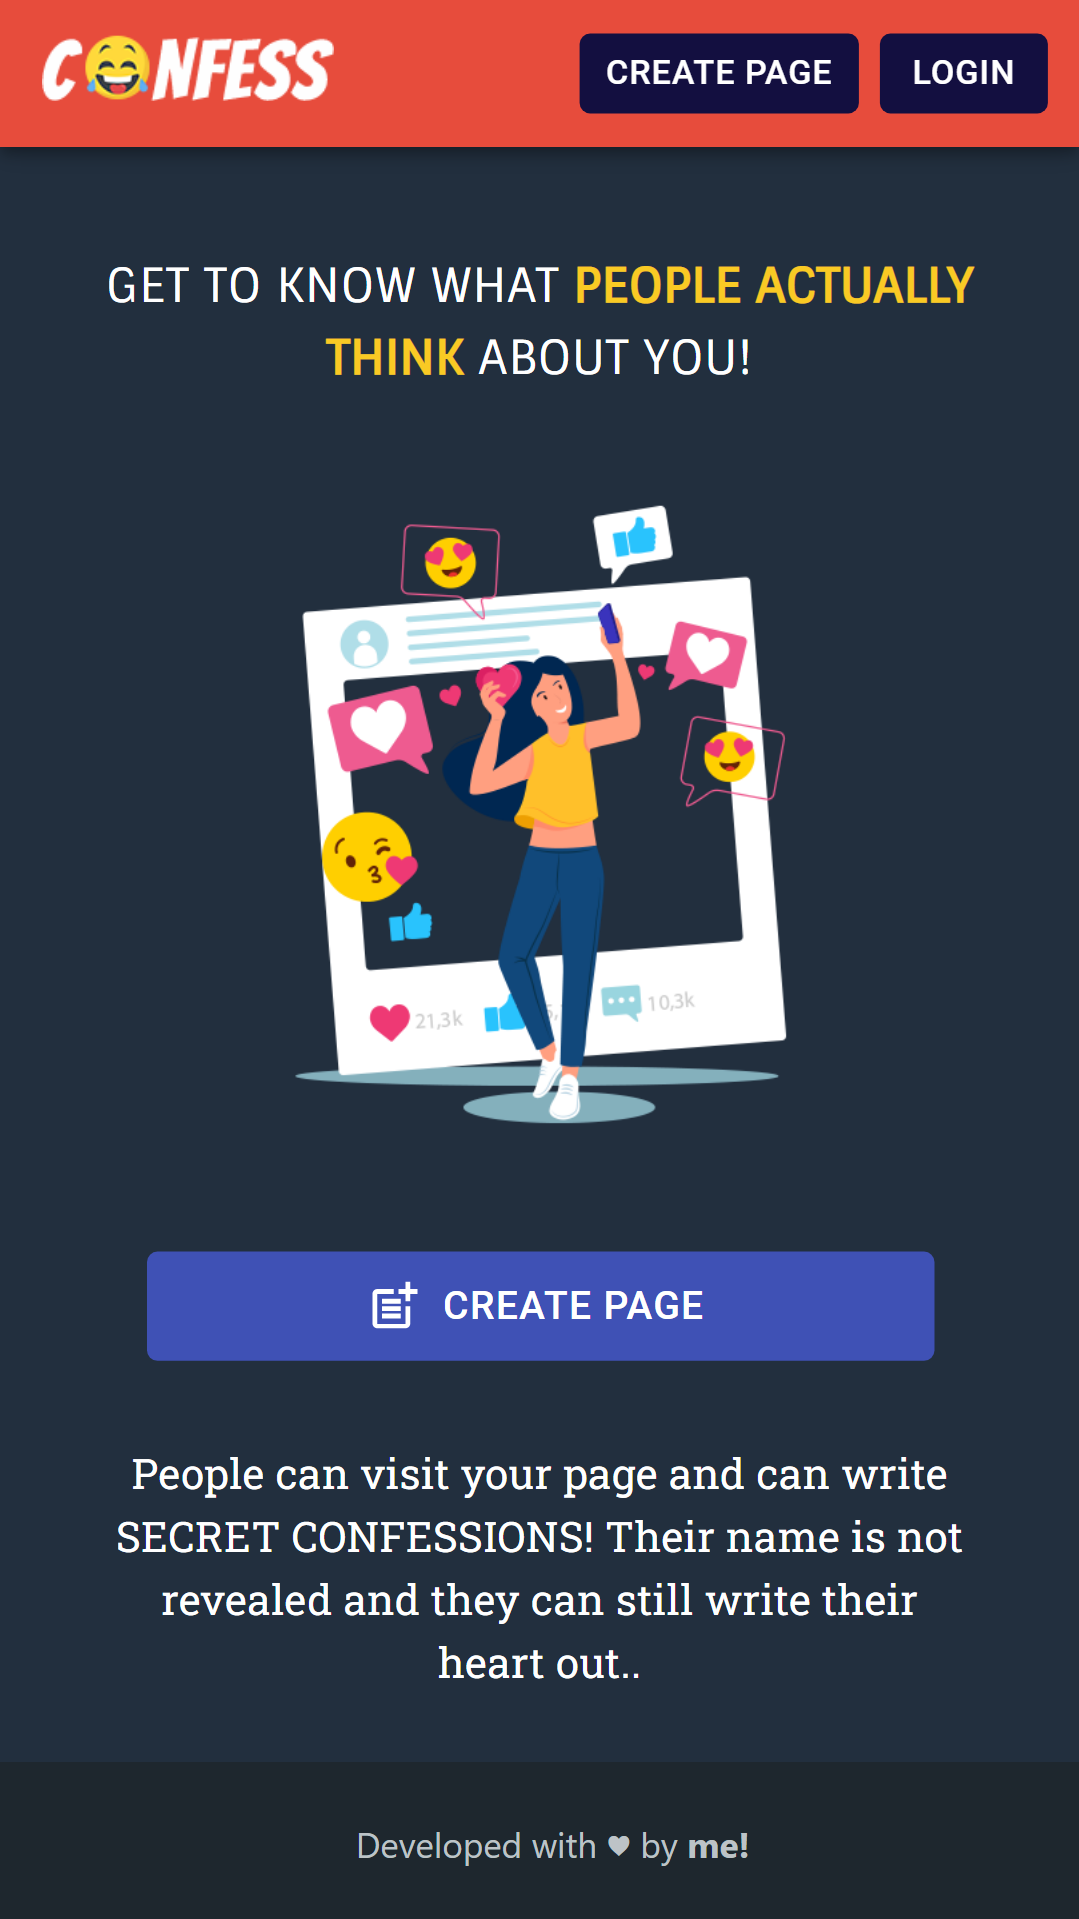 CONFESS
CREATE PAGE
LOGIN
GET TO KNOW WHAT PEOPLE ACTUALLY
THINK ABOUT YOU!
21,3k
10,3k
CREATE PAGE
People can visit your page and can write
SECRET CONFESSIONS! Their name is not
revealed and they can still write their
heart out..
Developed with ♥ by me!